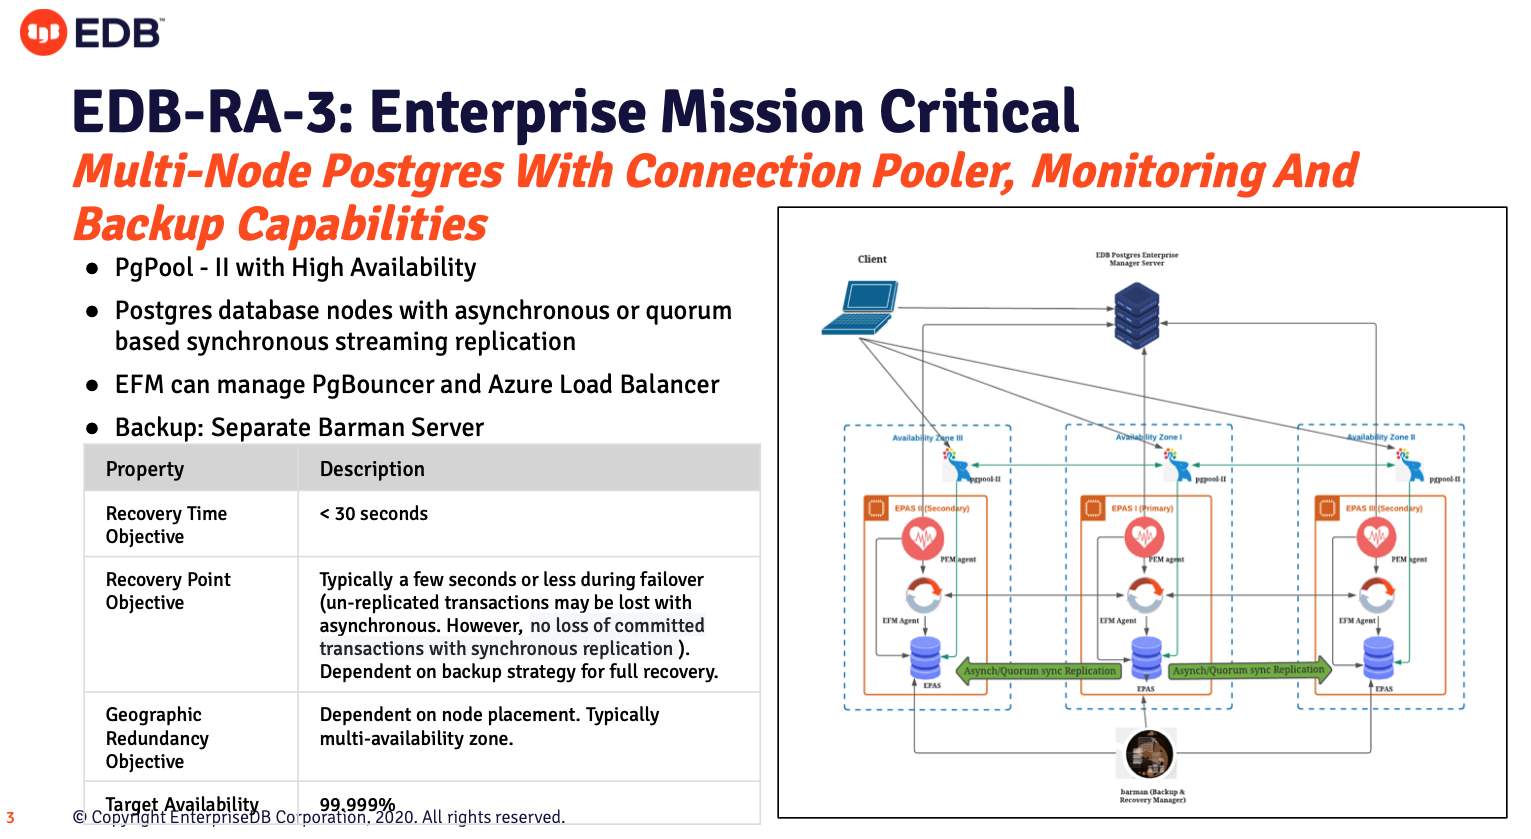 EDB™
EDB-RA-3: Enterprise Mission Critical
Multi-Node Postgres With Connection Pooler, Monitoring And
Backup Capabilities
● PgPool - II with High Availability
● Postgres database nodes with asynchronous or quorum
based synchronous streaming replication
● EFM can manage PgBouncer and Azure Load Balancer
● Backup: Separate Barman Server
Property Description
Recovery Time
Objective
< 30 seconds
Recovery Point
Objective
Typically a few seconds or less during failover
(un-replicated transactions may be lost with
asynchronous. However, no loss of committed
transactions with synchronous replication ).
Dependent on backup strategy for full recovery.
Geographic
Redundancy
Objective
Dependent on node placement. Typically
multi-availability zone.
Target Availability 99.999%
Client
EDB Postgres Enterprise
Manager Server
Availability Zone III
pgpool-II
EPAS II (Secondary)
PEM agent
EFM Agent
EPAS
Availability Zone I
pgpool-II
EPAS I (Primary)
PEM agent
EFM Agent
EPAS
Availability Zone II
pgpool-II
EPAS III (Secondary)
PEM agent
EFM Agent
EPAS
Asynch/Quorum sync Replication
Asynch/Quorum sync Replication
barman (Backup &
Recovery Manager)
3
© Copyright EnterpriseDB Corporation, 2020. All rights reserved.